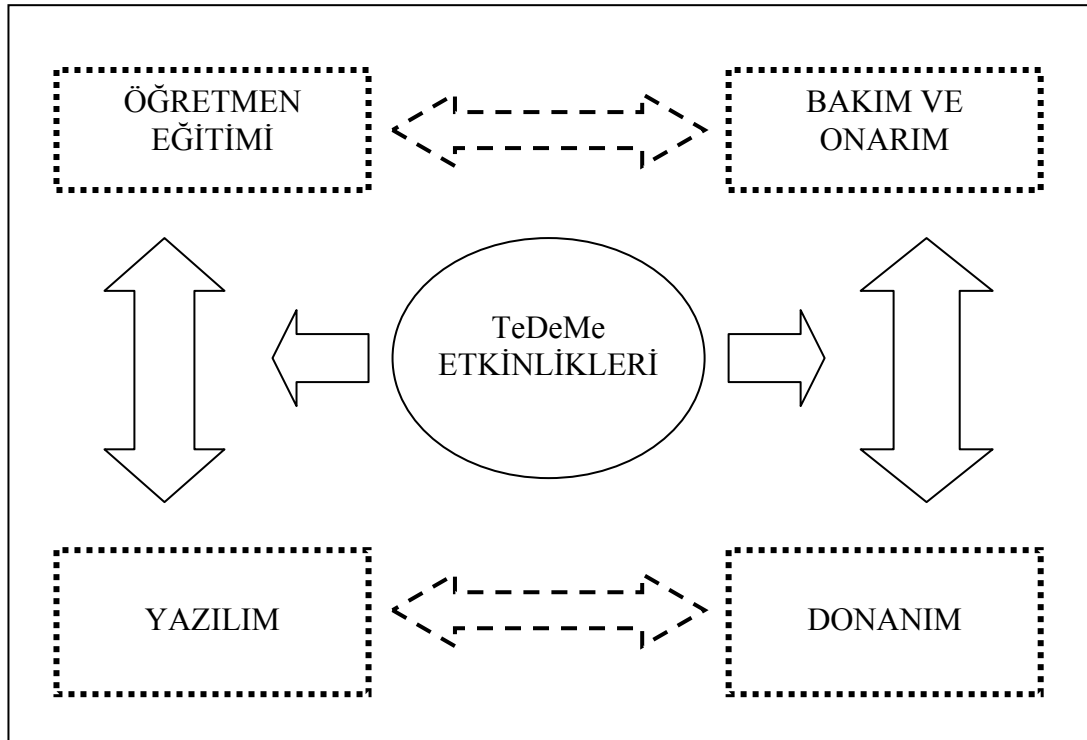 ÖĞRETMEN
EĞİTİMİ
BAKIM VE
ONARIM
TeDeMe
ETKİNLİKLERİ
YAZILIM
DONANIM